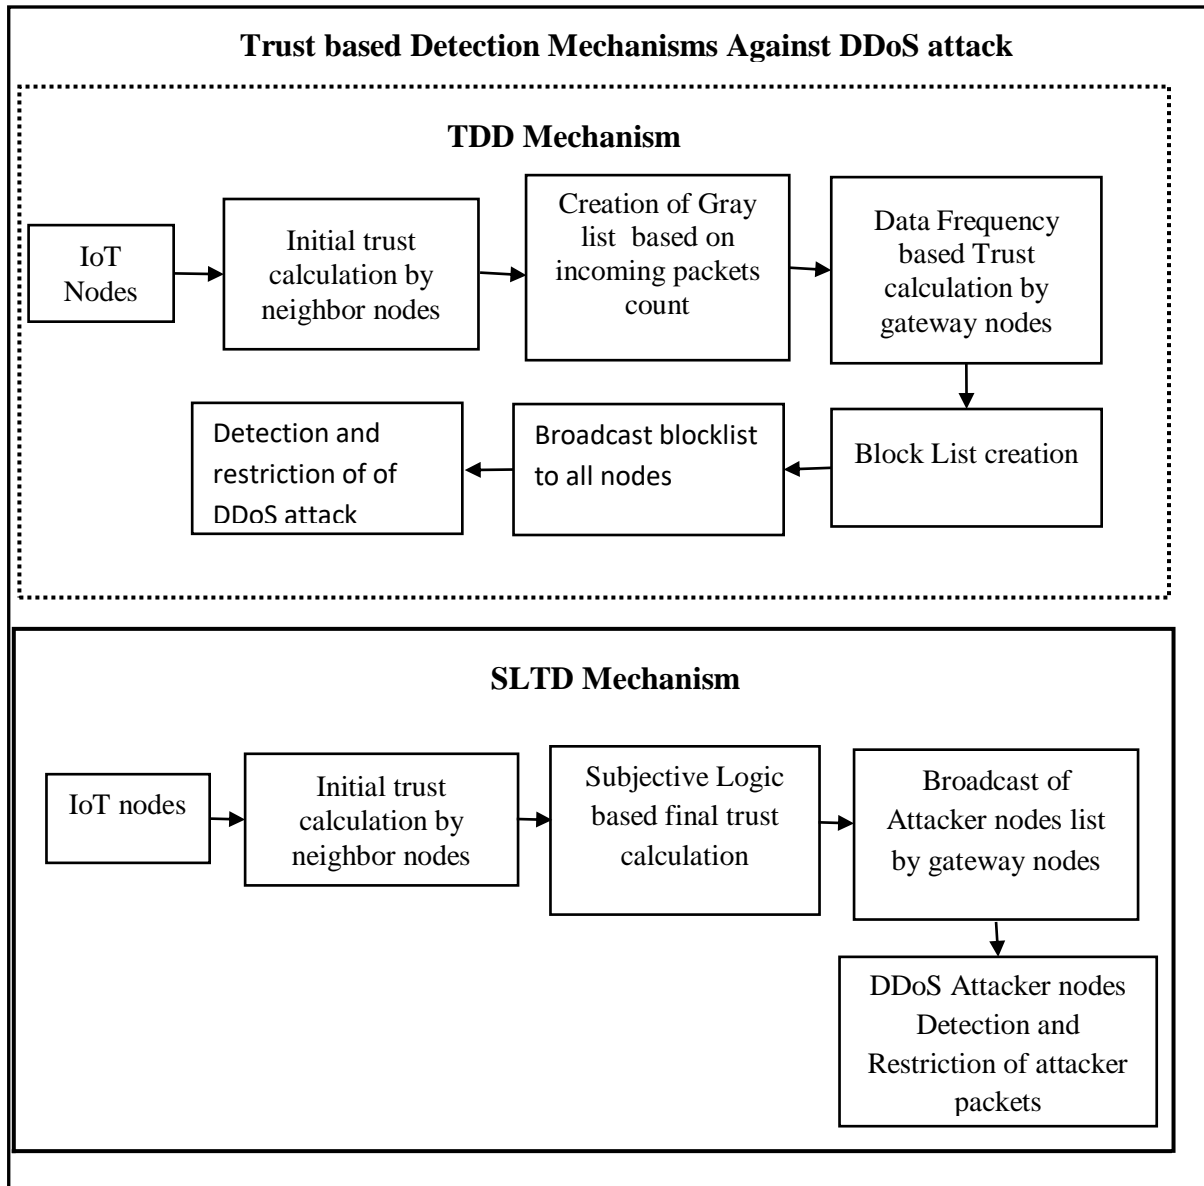 Trust based Detection Mechanisms Against DDoS attack
TDD Mechanism
IoT
Nodes
Initial trust
calculation by
neighbor nodes
Creation of Gray
list based on
incoming packets
count
Data Frequency
based Trust
calculation by
gateway nodes
Block List creation
Broadcast blocklist
to all nodes
Detection and
restriction of of
DDoS attack
SLTD Mechanism
IoT nodes
Initial trust
calculation by
neighbor nodes
Subjective Logic
based final trust
calculation
Broadcast of
Attacker nodes list
by gateway nodes
DDoS Attacker nodes
Detection and
Restriction of attacker
packets